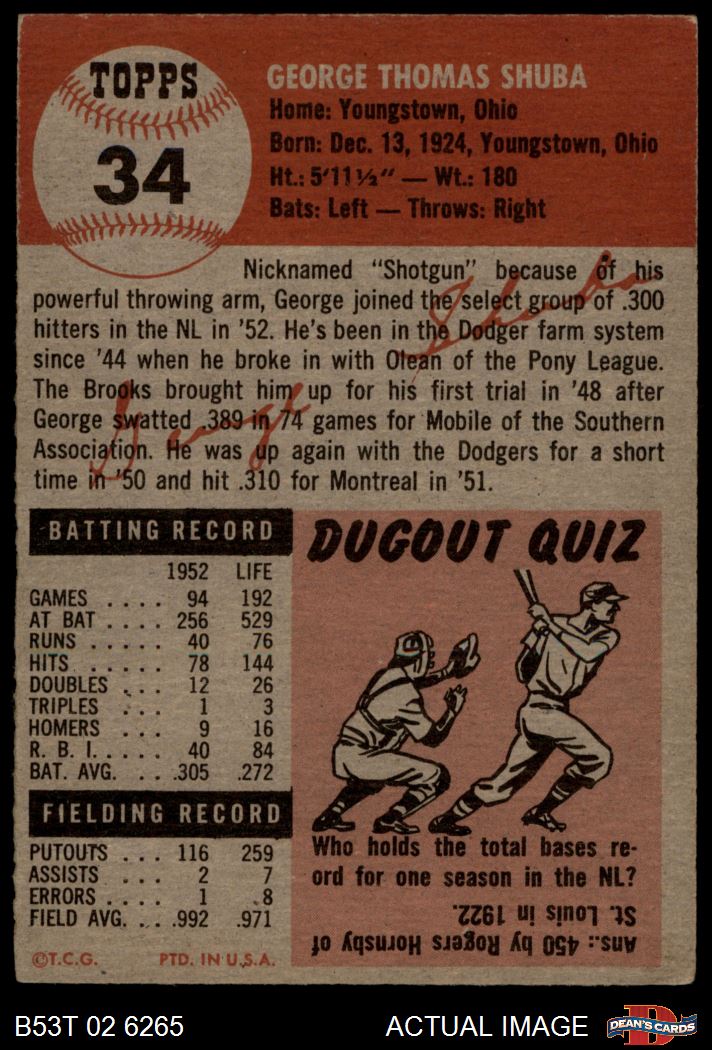 TOPPS
34
GEORGE THOMAS SHUBA
Home: Youngstown, Ohio
Born: Dec. 13, 1924, Youngstown, Ohio
Ht.: 5'11½" — Wt.: 180
Bats: Left — Throws: Right
Nicknamed "Shotgun" because of his
powerful throwing arm, George joined the select group of .300
hitters in the NL in '52. He's been in the Dodger farm system
since '44 when he broke in with Olean of the Pony League.
The Brooks brought him up for his first trial in '48 after
George swatted .389 in 74 games for Mobile of the Southern
Association. He was up again with the Dodgers for a short
time in '50 and hit .310 for Montreal in '51.
George Shuba
BATTING RECORD
1952 LIFE
GAMES .... 94 192
AT BAT .... 256 529
RUNS ..... 40 76
HITS ..... 78 144
DOUBLES ... 12 26
TRIPLES ... 1 3
HOMERS ... 9 16
R. B. I. .... 40 84
BAT. AVG. ... .305 .272
FIELDING RECORD
PUTOUTS ... 116 259
ASSISTS ... 2 7
ERRORS .... 1 8
FIELD AVG. ... .992 .971
©T.C.G. PTD. IN U.S.A.
DUGOUT QUIZ
Who holds the total bases re-
ord for one season in the NL?
Ans.: 450 by Rogers Hornsby of
St. Louis in 1922.
B53T 02 6265
ACTUAL IMAGE
DEAN'S CARDS